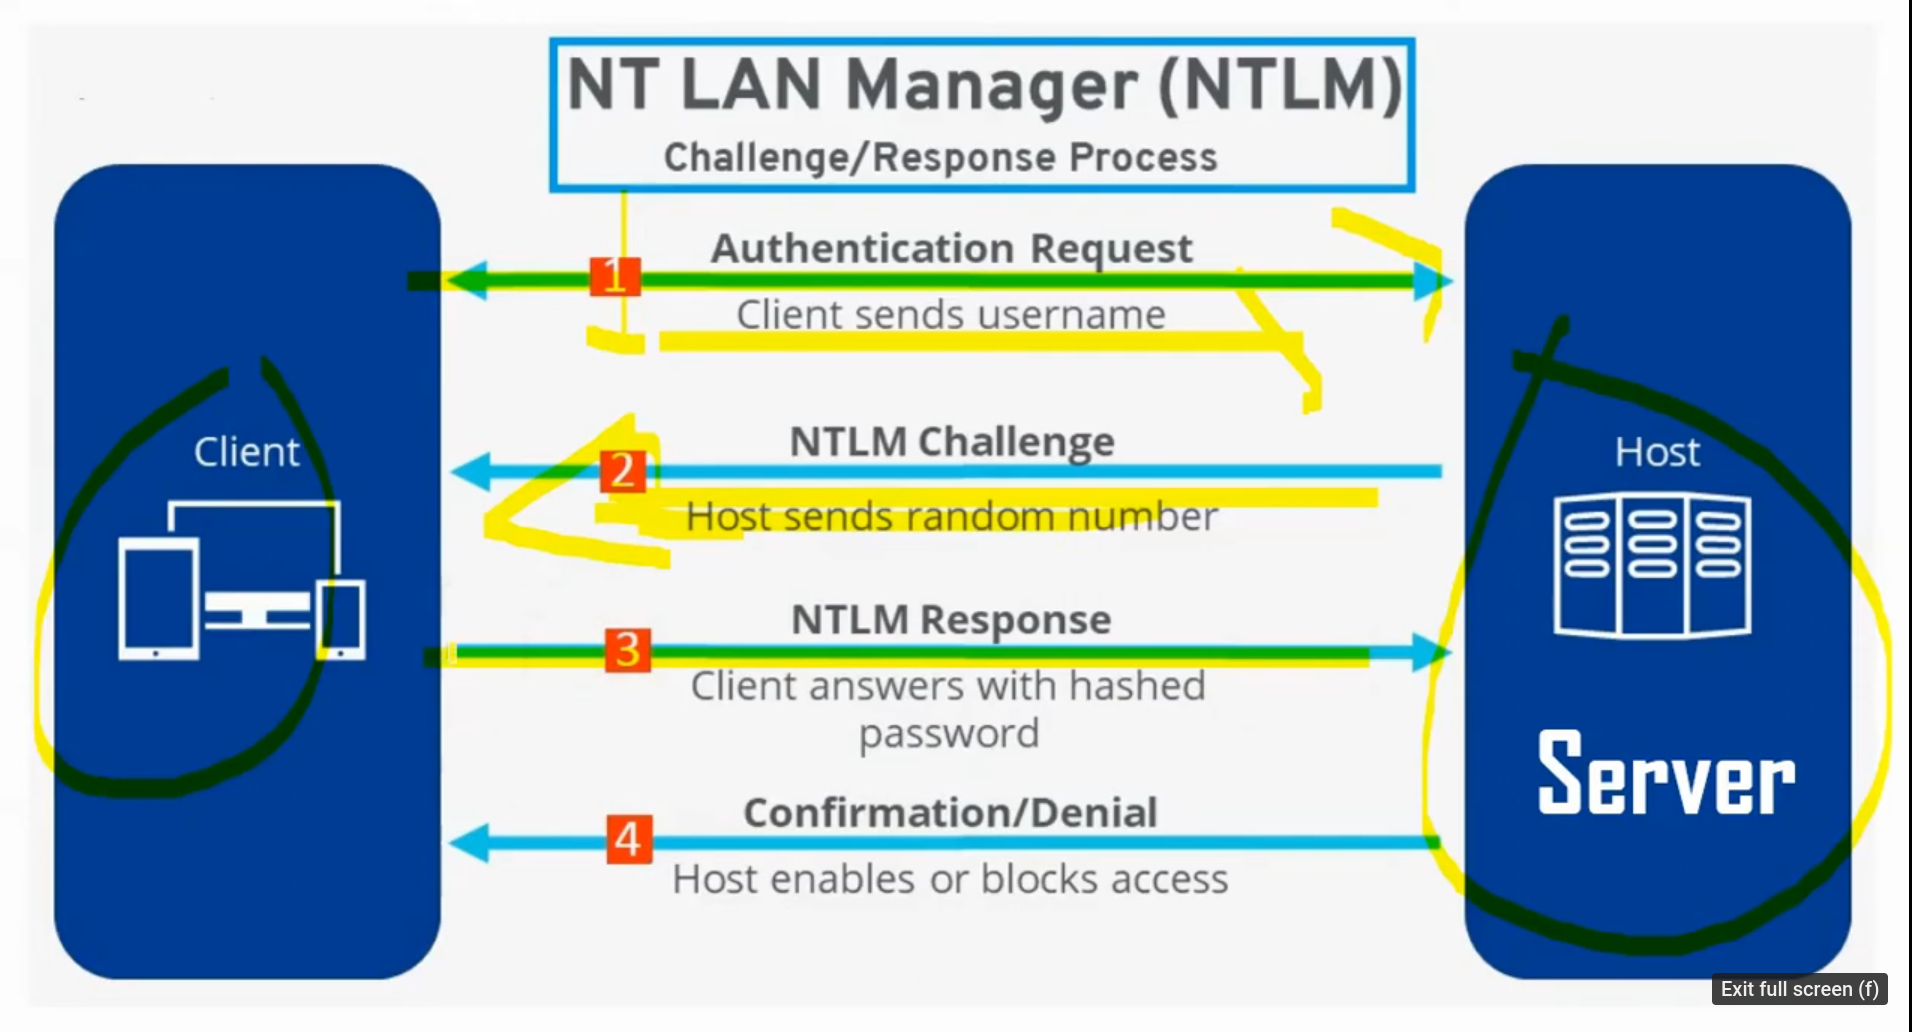 NT LAN Manager (NTLM)
Challenge/Response Process
Authentication Request
1
Client sends username
Client
NTLM Challenge
2
Host sends random number
Host
NTLM Response
3
Client answers with hashed
password
Server
Confirmation/Denial
4
Host enables or blocks access
Exit full screen (f)